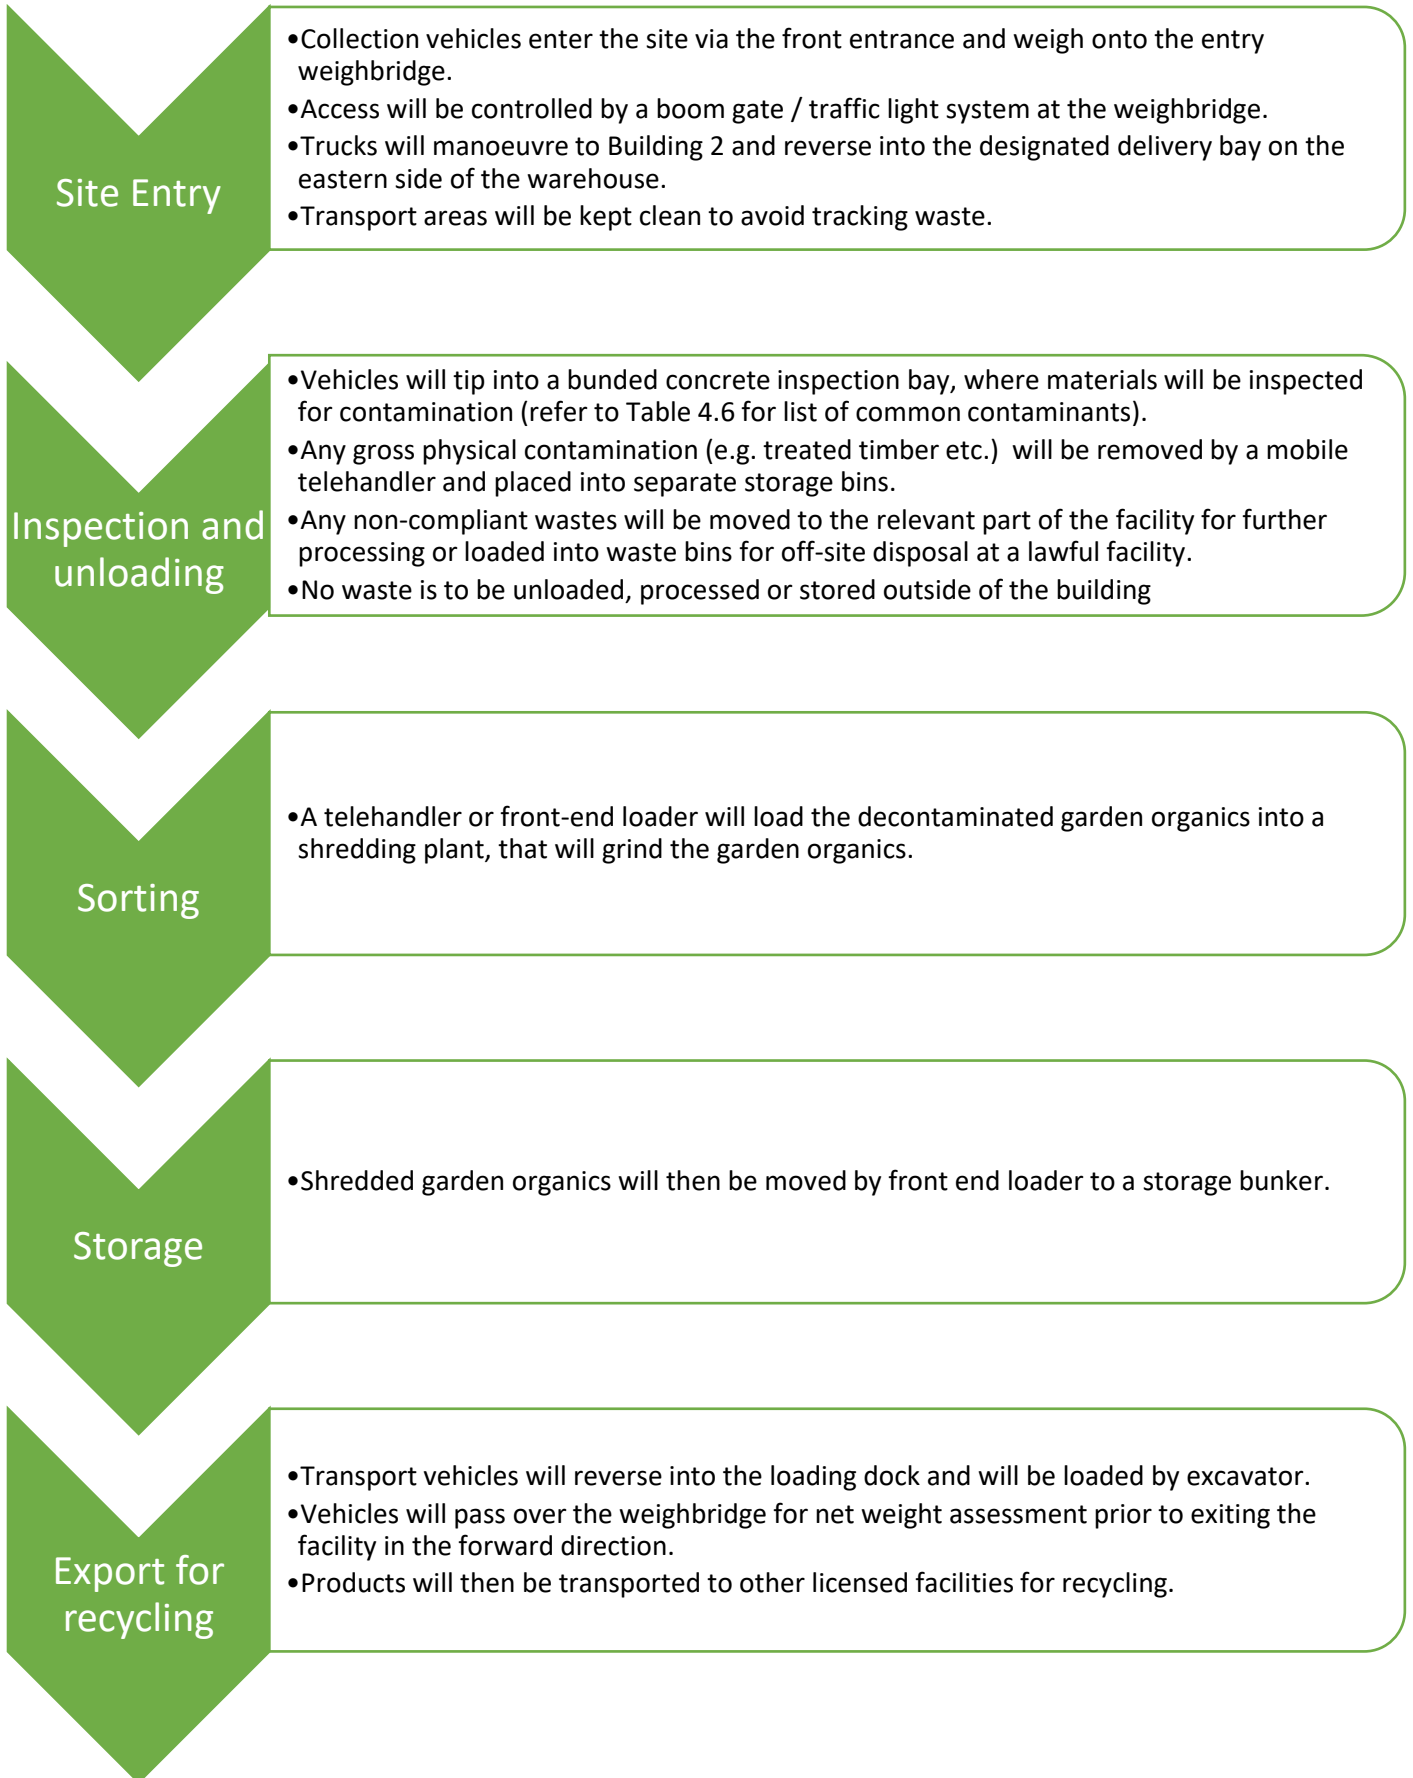 Site Entry
•Collection vehicles enter the site via the front entrance and weigh onto the entry
weighbridge.
•Access will be controlled by a boom gate / traffic light system at the weighbridge.
•Trucks will manoeuvre to Building 2 and reverse into the designated delivery bay on the
eastern side of the warehouse.
•Transport areas will be kept clean to avoid tracking waste.
Inspection and
unloading
•Vehicles will tip into a bunded concrete inspection bay, where materials will be inspected
for contamination (refer to Table 4.6 for list of common contaminants).
•Any gross physical contamination (e.g. treated timber etc.)  will be removed by a mobile
telehandler and placed into separate storage bins.
•Any non-compliant wastes will be moved to the relevant part of the facility for further
processing or loaded into waste bins for off-site disposal at a lawful facility.
•No waste is to be unloaded, processed or stored outside of the building
Sorting
•A telehandler or front-end loader will load the decontaminated garden organics into a
shredding plant, that will grind the garden organics.
Storage
•Shredded garden organics will then be moved by front end loader to a storage bunker.
Export for
recycling
•Transport vehicles will reverse into the loading dock and will be loaded by excavator.
•Vehicles will pass over the weighbridge for net weight assessment prior to exiting the
facility in the forward direction.
•Products will then be transported to other licensed facilities for recycling.